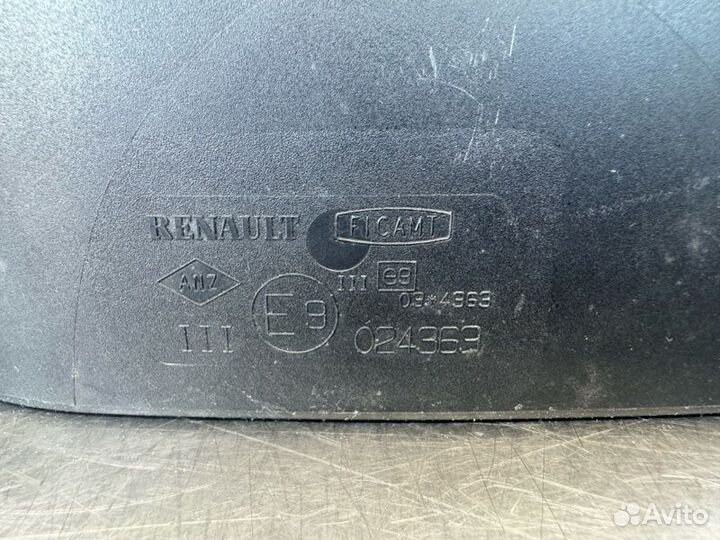 RENAULT FICAMT
ANZ III 99
03*4363
E9
III 024363
Avito